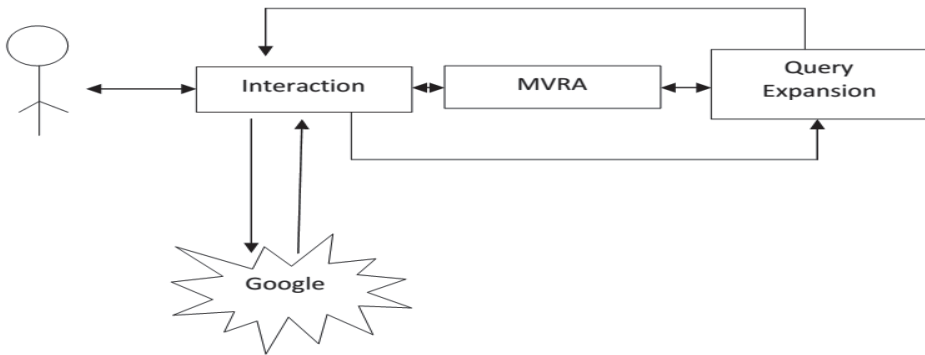 Interaction
MVRA
Query
Expansion
Google